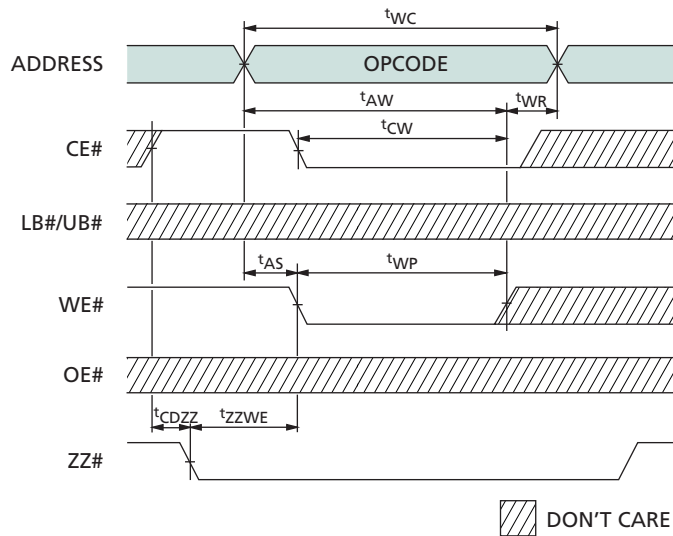 tWC
ADDRESS
OPCODE
tAW
tWR
tCW
CE#
LB#/UB#
tAS
tWP
WE#
OE#
tCDZZ
tZZWE
ZZ#
DON'T CARE